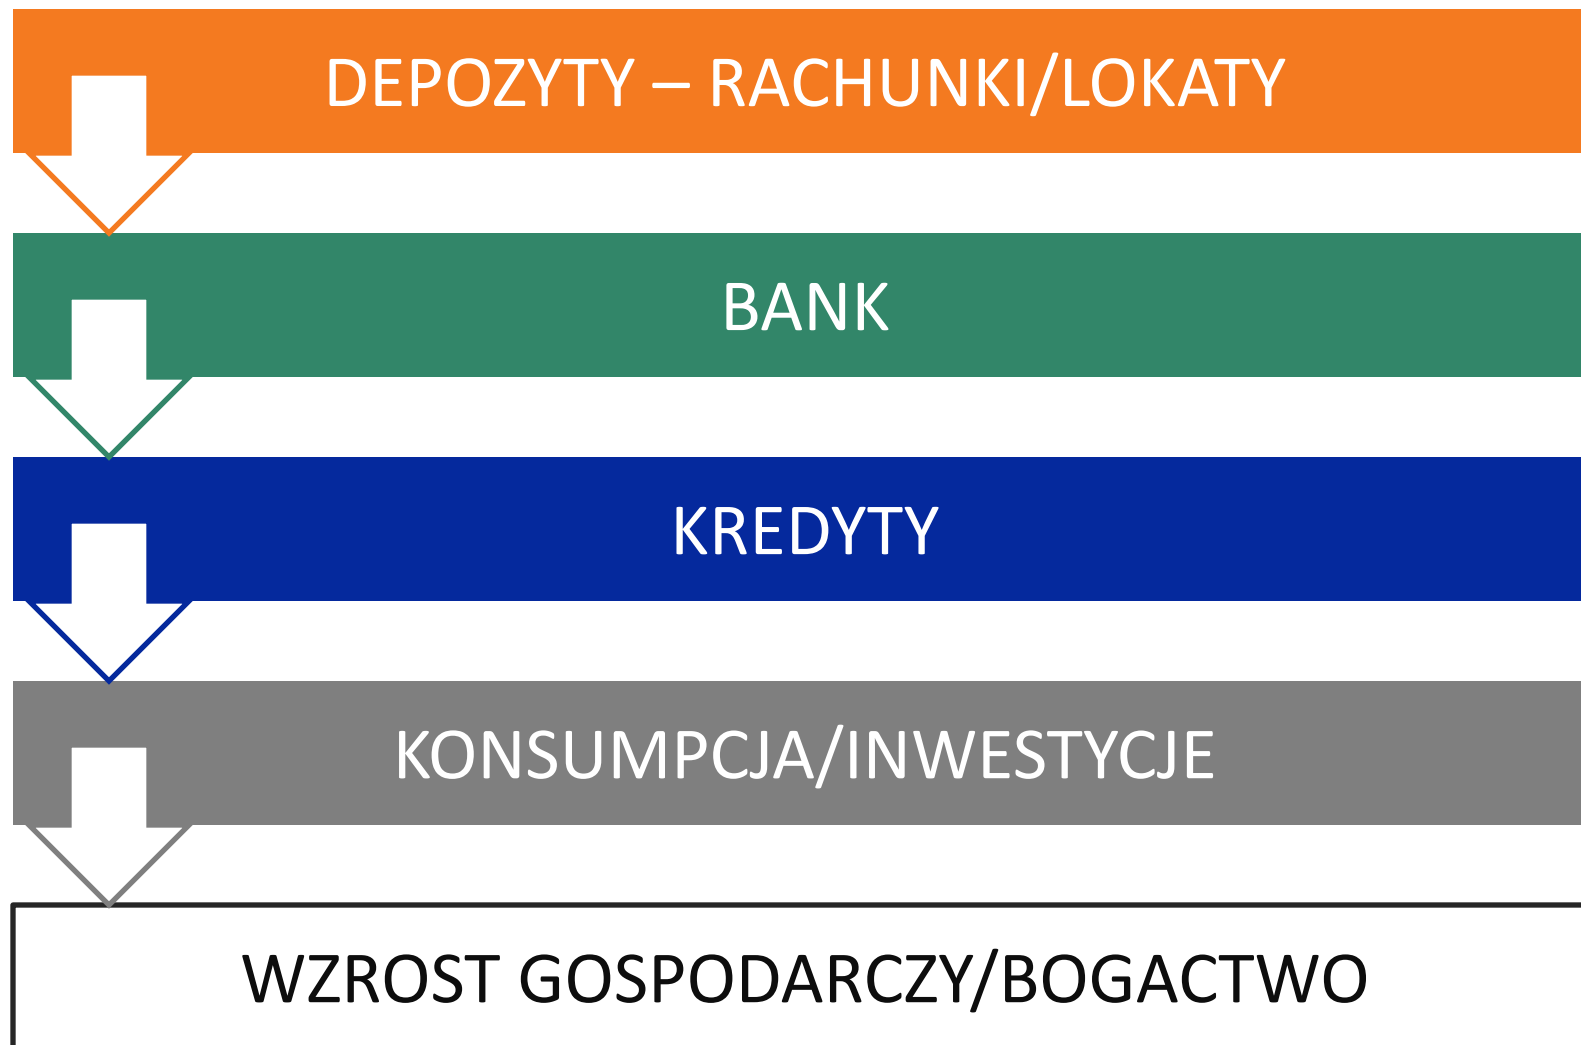 DEPOZYTY – RACHUNKI/LOKATY
BANK
KREDYTY
KONSUMPCJA/INWESTYCJE
WZROST GOSPODARCZY/BOGACTWO